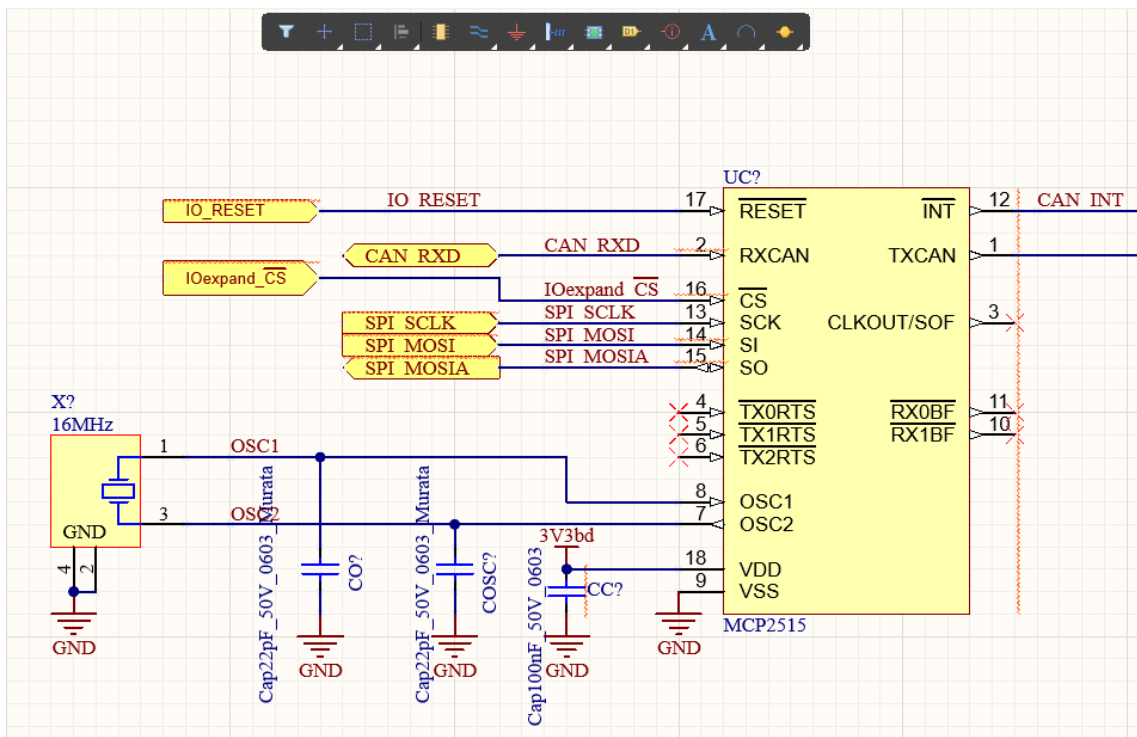 D1
A
UC?
IO_RESET
IO_RESET
17
RESET
INT
12
CAN_INT
CAN_RXD
CAN_RXD
2
RXCAN
TXCAN
1
IOexpand_CS
IOexpand_CS
16
CS
SPI_SCLK
SPI_SCLK
13
SCK
CLKOUT/SOF
3
SPI_MOSI
SPI_MOSI
14
SI
SPI_MOSIA
SPI_MOSIA
15
SO
4
TX0RTS
RX0BF
11
5
TX1RTS
RX1BF
10
6
TX2RTS
X?
16MHz
1
OSC1
8
OSC1
3
OSC2
7
OSC2
GND
4
2
GND
Cap22pF_50V_0603_Murata
CO?
GND
Cap22pF_50V_0603_Murata
COSC?
GND
3V3bd
Cap100nF_50V_0603
CC?
GND
18
VDD
9
VSS
GND
MCP2515